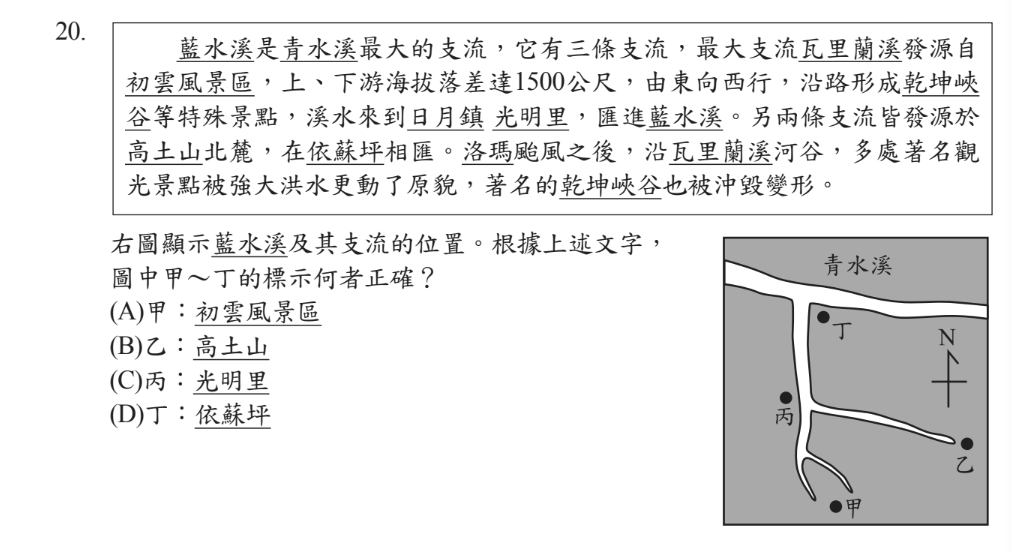 20.
藍水溪是青水溪最大的支流，它有三條支流，最大支流瓦里蘭溪發源自
初雲風景區，上、下游海拔落差達1500公尺，由東向西行，沿路形成乾坤峽
谷等特殊景點，溪水來到日月鎮 光明里，匯進藍水溪。另兩條支流皆發源於
高土山北麓，在依蘇坪相匯。洛瑪颱風之後，沿瓦里蘭溪河谷，多處著名觀
光景點被強大洪水更動了原貌，著名的乾坤峽谷也被沖毀變形。
右圖顯示藍水溪及其支流的位置。根據上述文字，
圖中甲～丁的標示何者正確？
(A)甲：初雲風景區
(B)乙：高土山
(C)丙：光明里
(D)丁：依蘇坪
青水溪
丁
N
丙
乙
甲